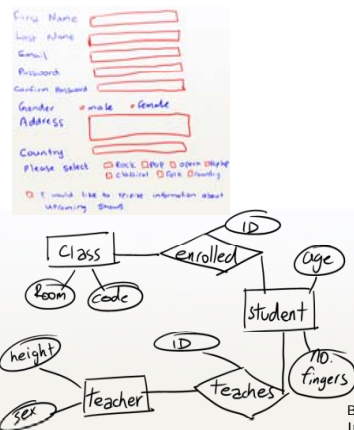 First Name
Last Name
Email
Password
Confirm Password
Gender male female
Address
Country
Please select Rock Pop opera Hiphop
classical Folk Country
I would like to receive information about
upcoming shows
ID
Class enrolled age
Room code student
height ID no.
fingers
teacher teaches
sex